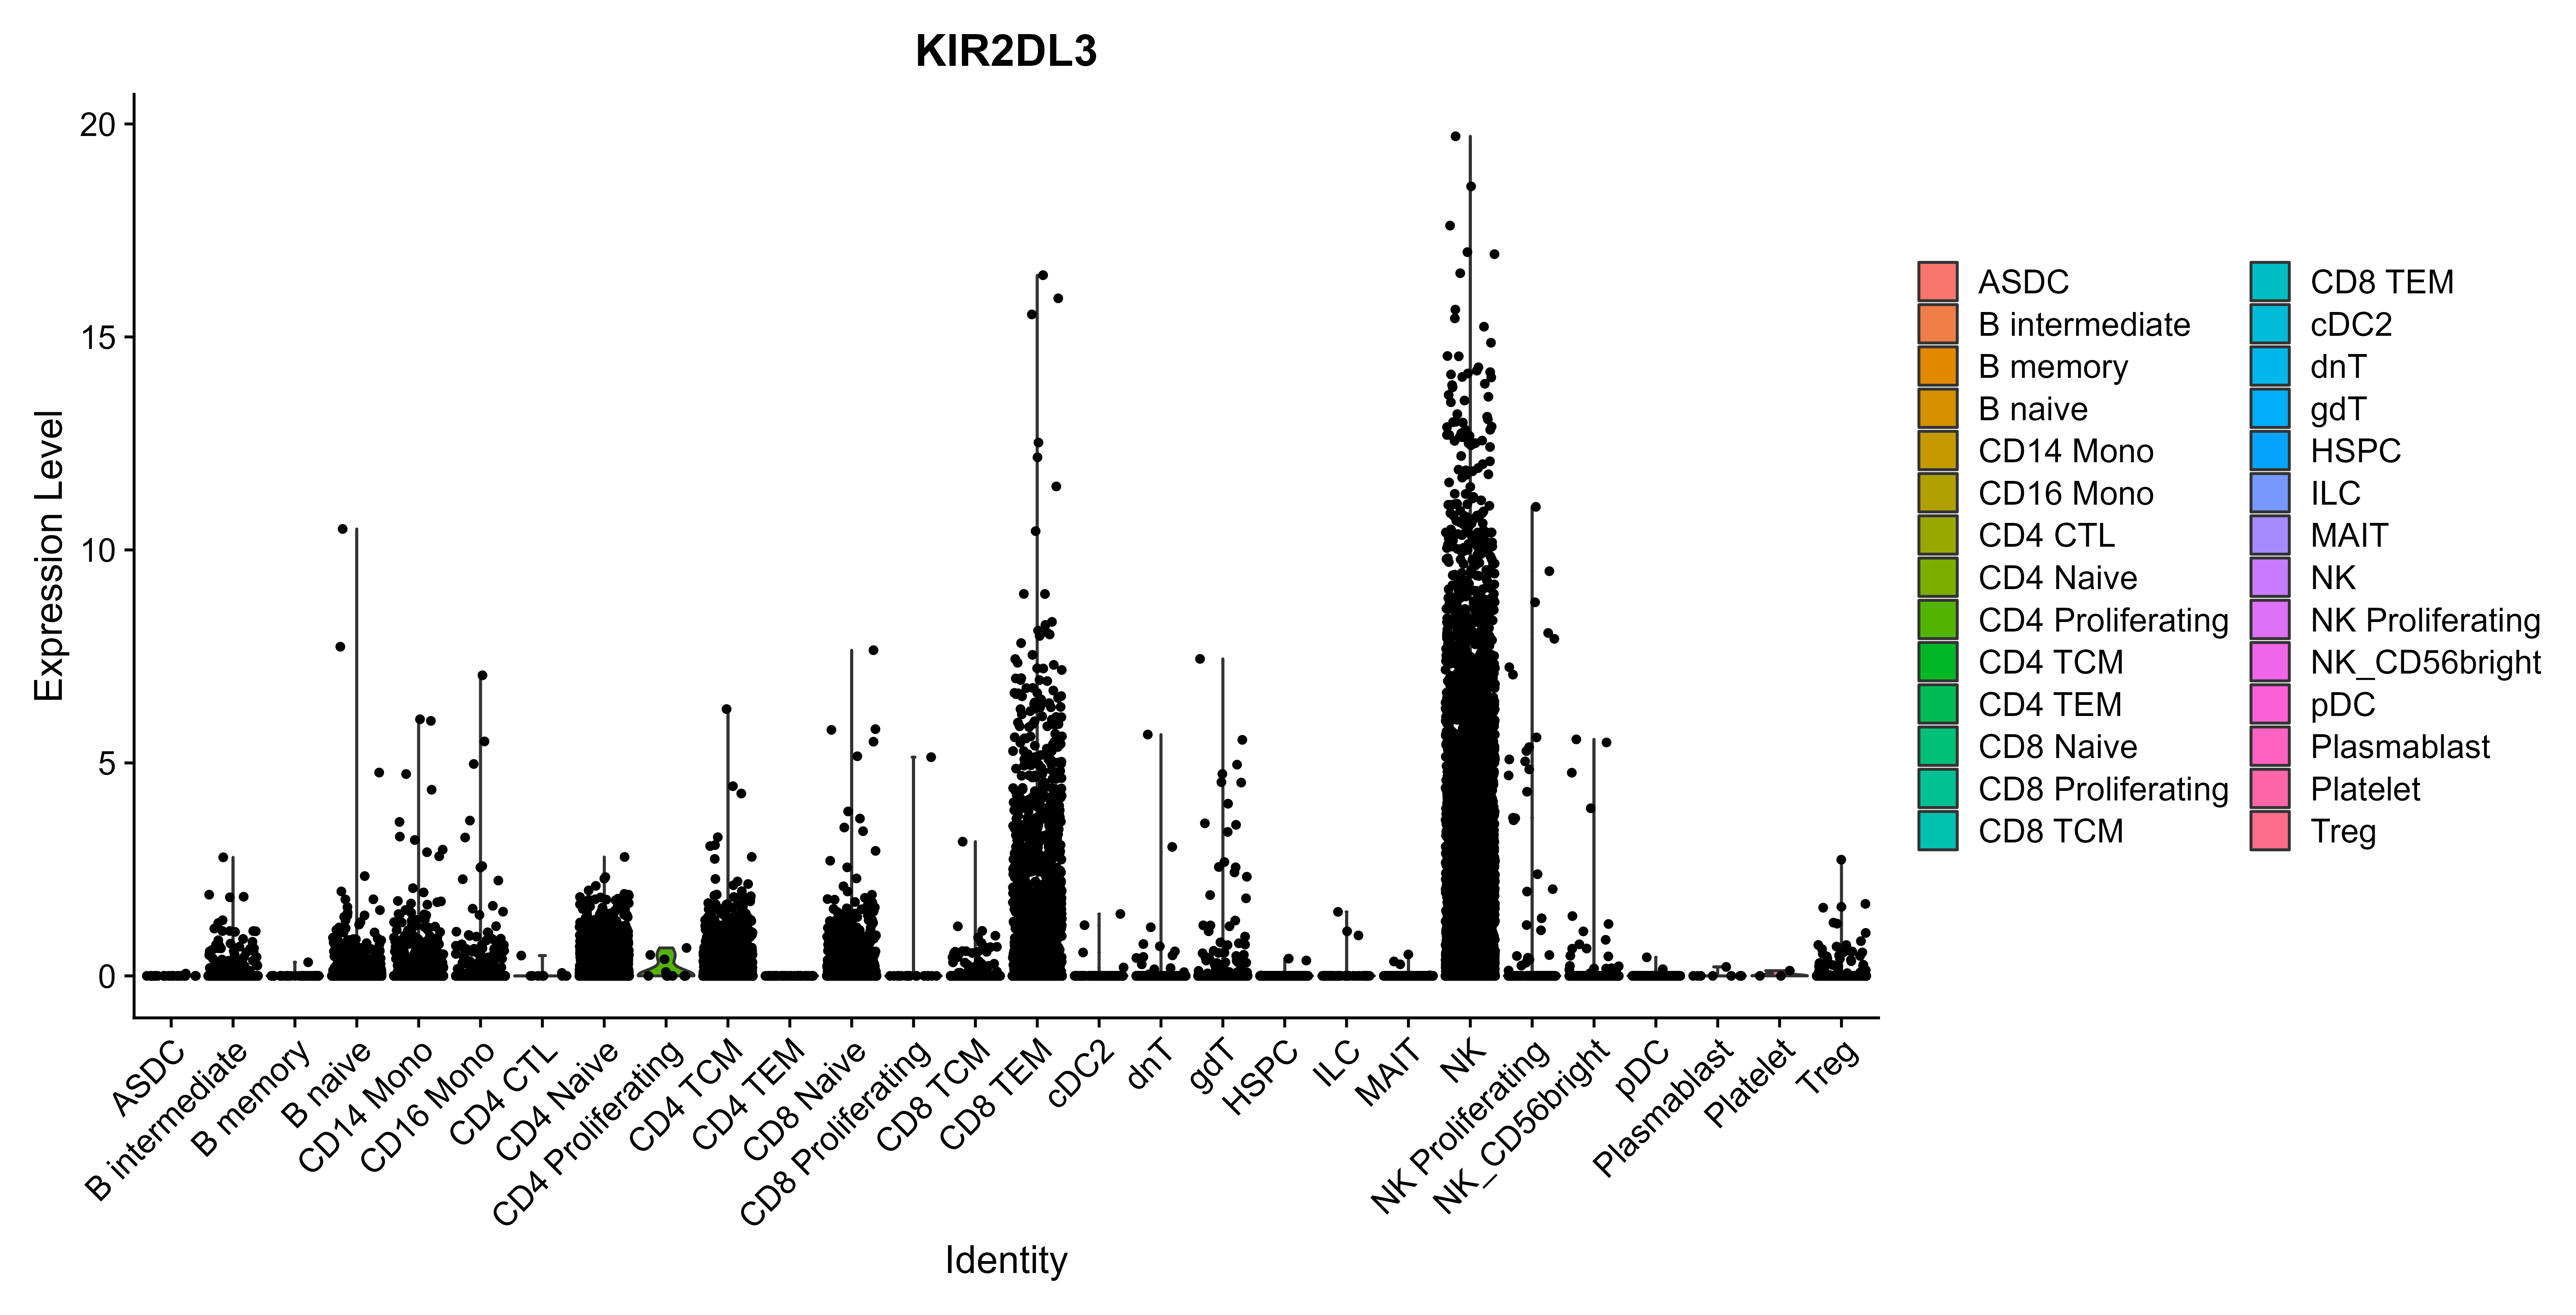 KIR2DL3
Expression Level
20
15
10
5
0
ASDC
B intermediate
B memory
B naive
CD14 Mono
CD16 Mono
CD4 CTL
CD4 Naive
CD4 Proliferating
CD4 TCM
CD4 TEM
CD8 Naive
CD8 Proliferating
CD8 TCM
CD8 TEM
cDC2
dnT
gdT
HSPC
ILC
MAIT
NK
NK Proliferating
NK_CD56bright
pDC
Plasmablast
Platelet
Treg
Identity
ASDC
B intermediate
B memory
B naive
CD14 Mono
CD16 Mono
CD4 CTL
CD4 Naive
CD4 Proliferating
CD4 TCM
CD4 TEM
CD8 Naive
CD8 Proliferating
CD8 TCM
CD8 TEM
cDC2
dnT
gdT
HSPC
ILC
MAIT
NK
NK Proliferating
NK_CD56bright
pDC
Plasmablast
Platelet
Treg